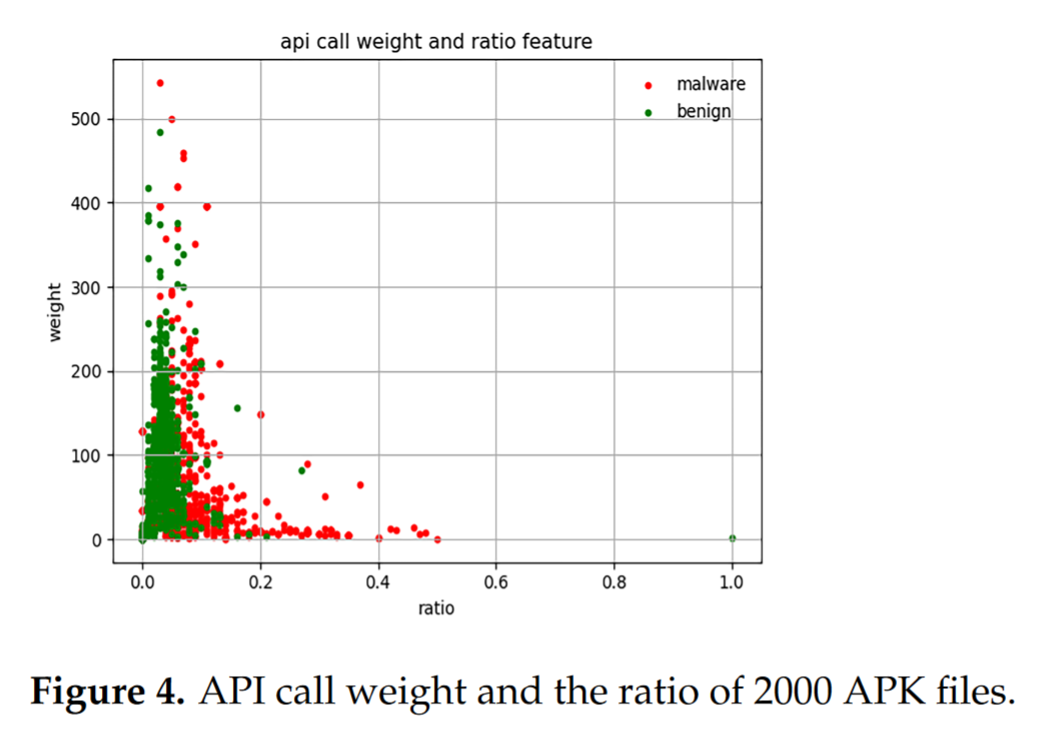 api call weight and ratio feature
malware
benign
500
400
300
200
100
0
weight
0.0 0.2 0.4 0.6 0.8 1.0
ratio
Figure 4. API call weight and the ratio of 2000 APK files.